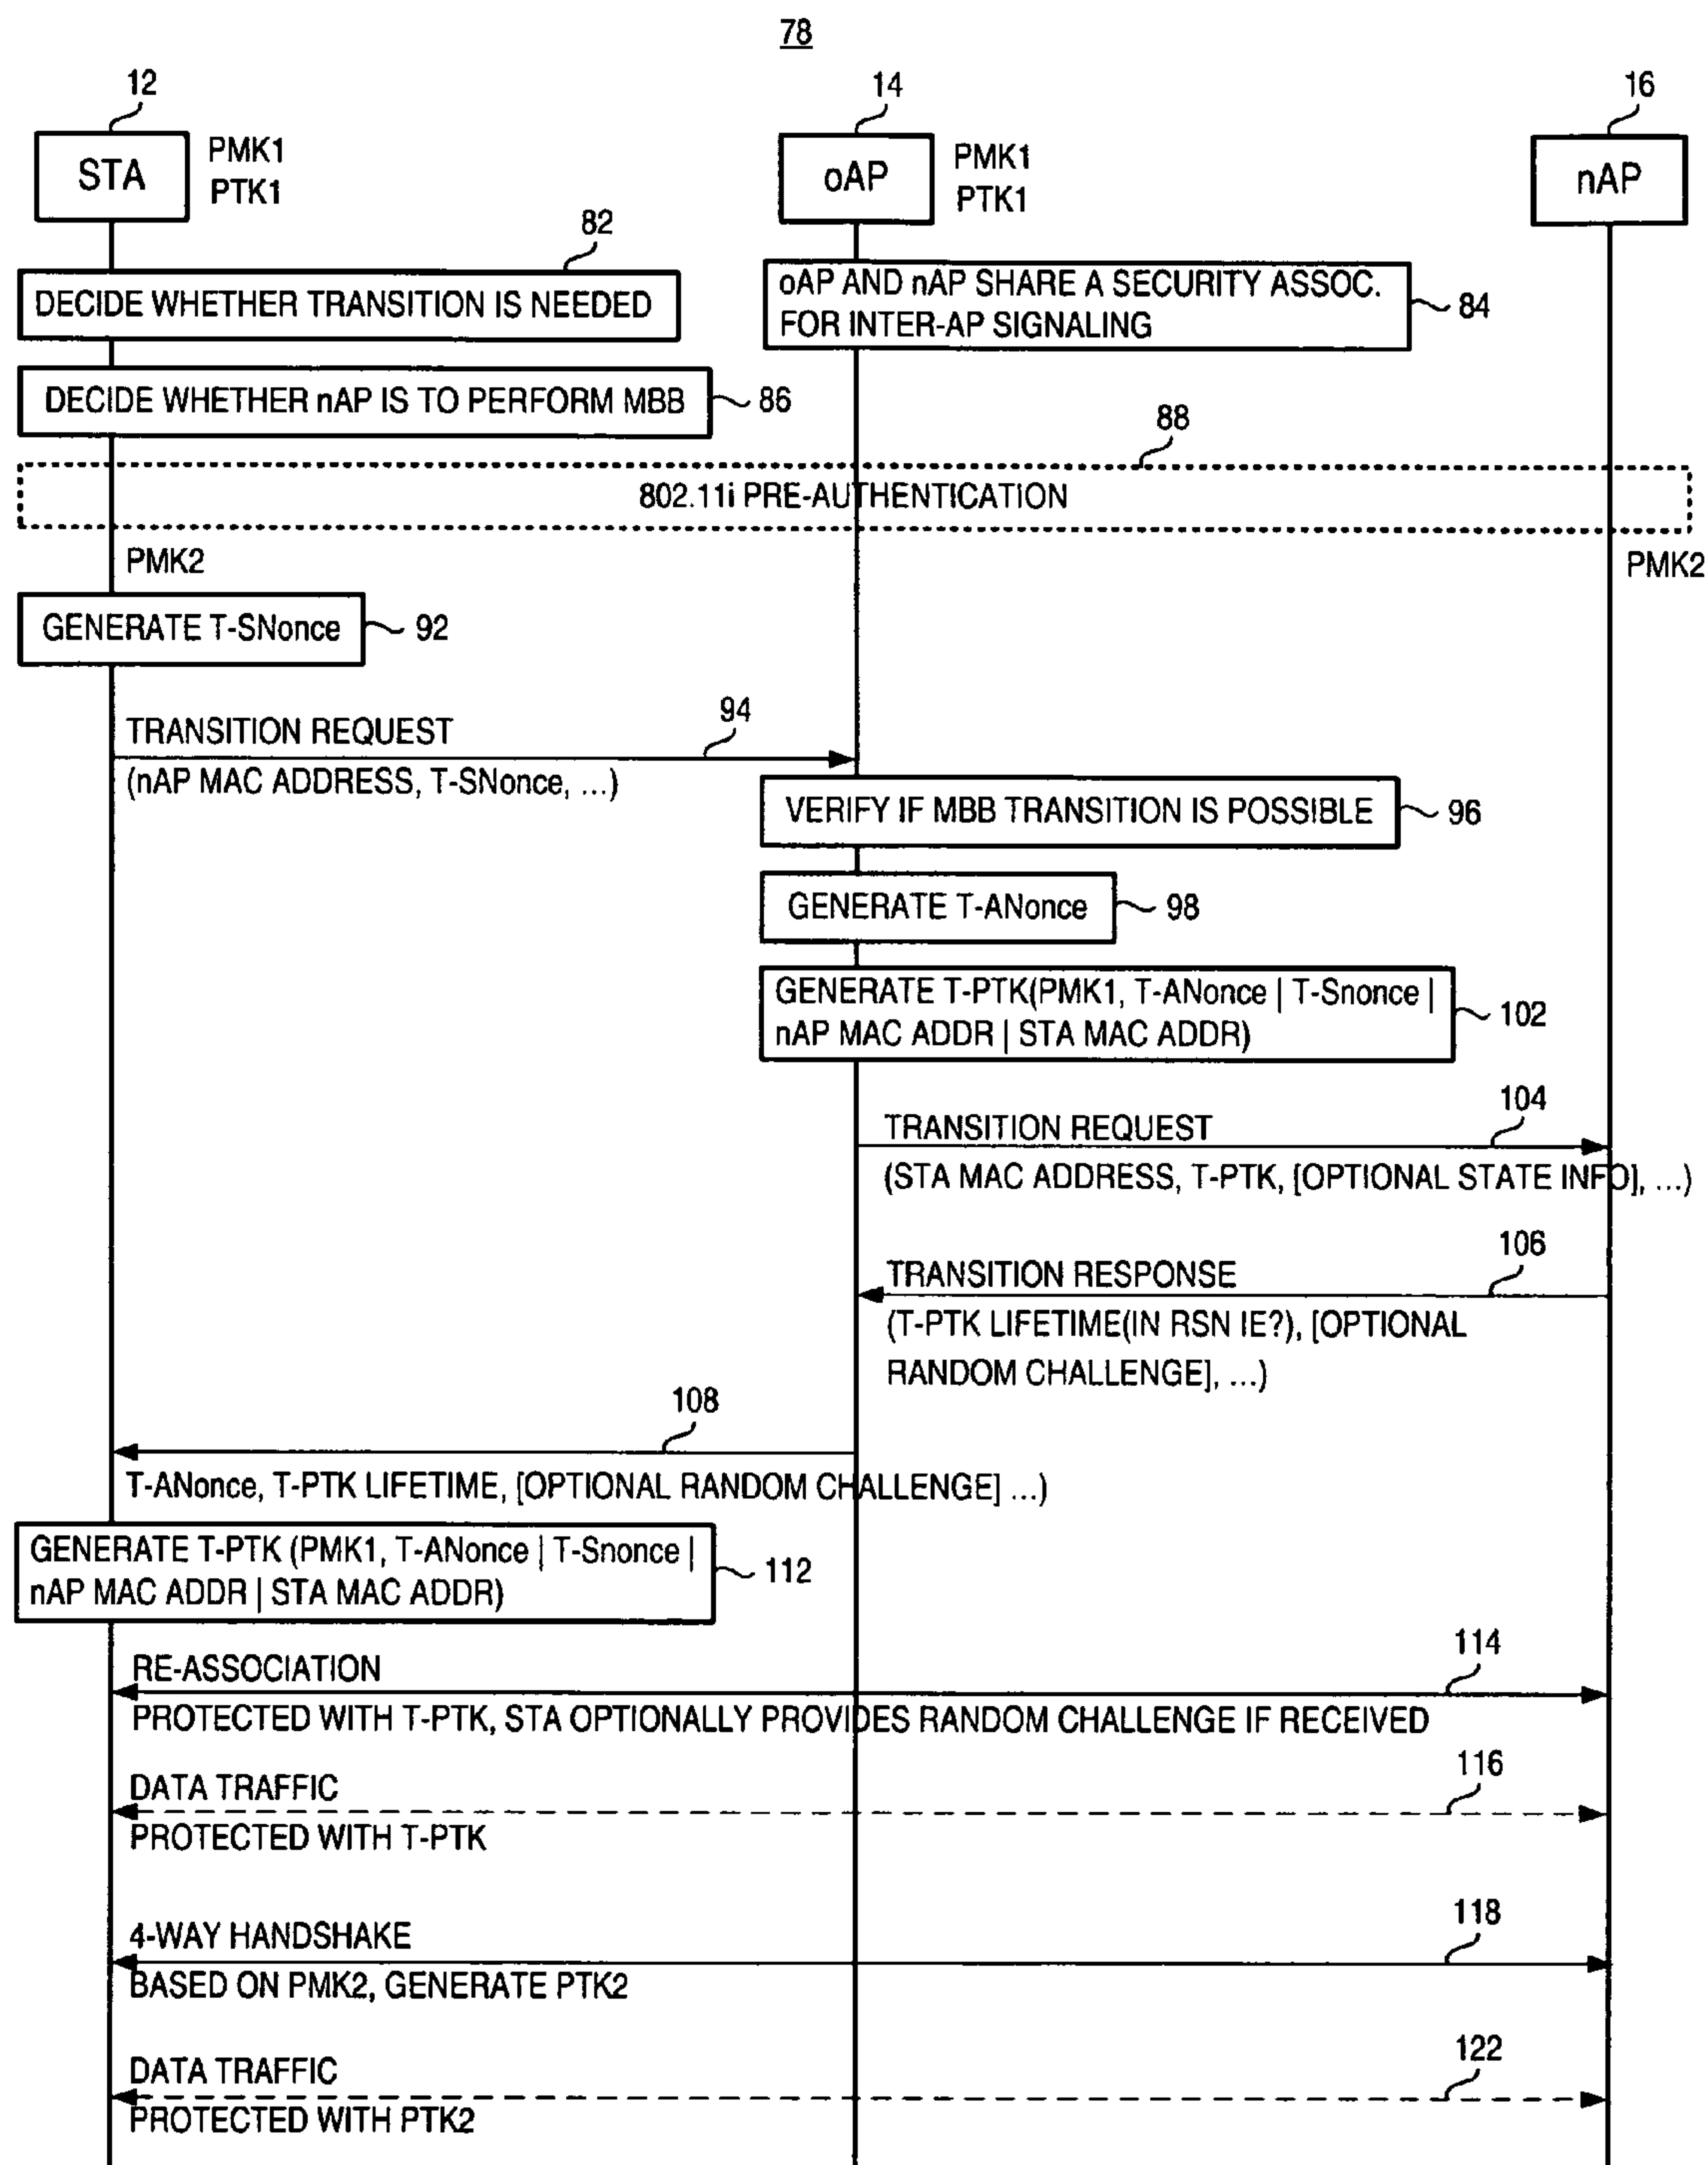 78
12
14
16
STA
PMK1
PTK1
oAP
PMK1
PTK1
nAP
82
DECIDE WHETHER TRANSITION IS NEEDED
oAP AND nAP SHARE A SECURITY ASSOC.
FOR INTER-AP SIGNALING
84
DECIDE WHETHER nAP IS TO PERFORM MBB
86
88
802.11i PRE-AUTHENTICATION
PMK2
PMK2
GENERATE T-SNonce
92
94
TRANSITION REQUEST
(nAP MAC ADDRESS, T-SNonce, ...)
VERIFY IF MBB TRANSITION IS POSSIBLE
96
GENERATE T-ANonce
98
GENERATE T-PTK(PMK1, T-ANonce | T-Snonce |
nAP MAC ADDR | STA MAC ADDR)
102
104
TRANSITION REQUEST
(STA MAC ADDRESS, T-PTK, [OPTIONAL STATE INFO], ...)
106
TRANSITION RESPONSE
(T-PTK LIFETIME(IN RSN IE?), [OPTIONAL
RANDOM CHALLENGE], ...)
108
T-ANonce, T-PTK LIFETIME, [OPTIONAL RANDOM CHALLENGE] ...)
GENERATE T-PTK (PMK1, T-ANonce | T-Snonce |
nAP MAC ADDR | STA MAC ADDR)
112
114
RE-ASSOCIATION
PROTECTED WITH T-PTK, STA OPTIONALLY PROVIDES RANDOM CHALLENGE IF RECEIVED
116
DATA TRAFFIC
PROTECTED WITH T-PTK
118
4-WAY HANDSHAKE
BASED ON PMK2, GENERATE PTK2
122
DATA TRAFFIC
PROTECTED WITH PTK2